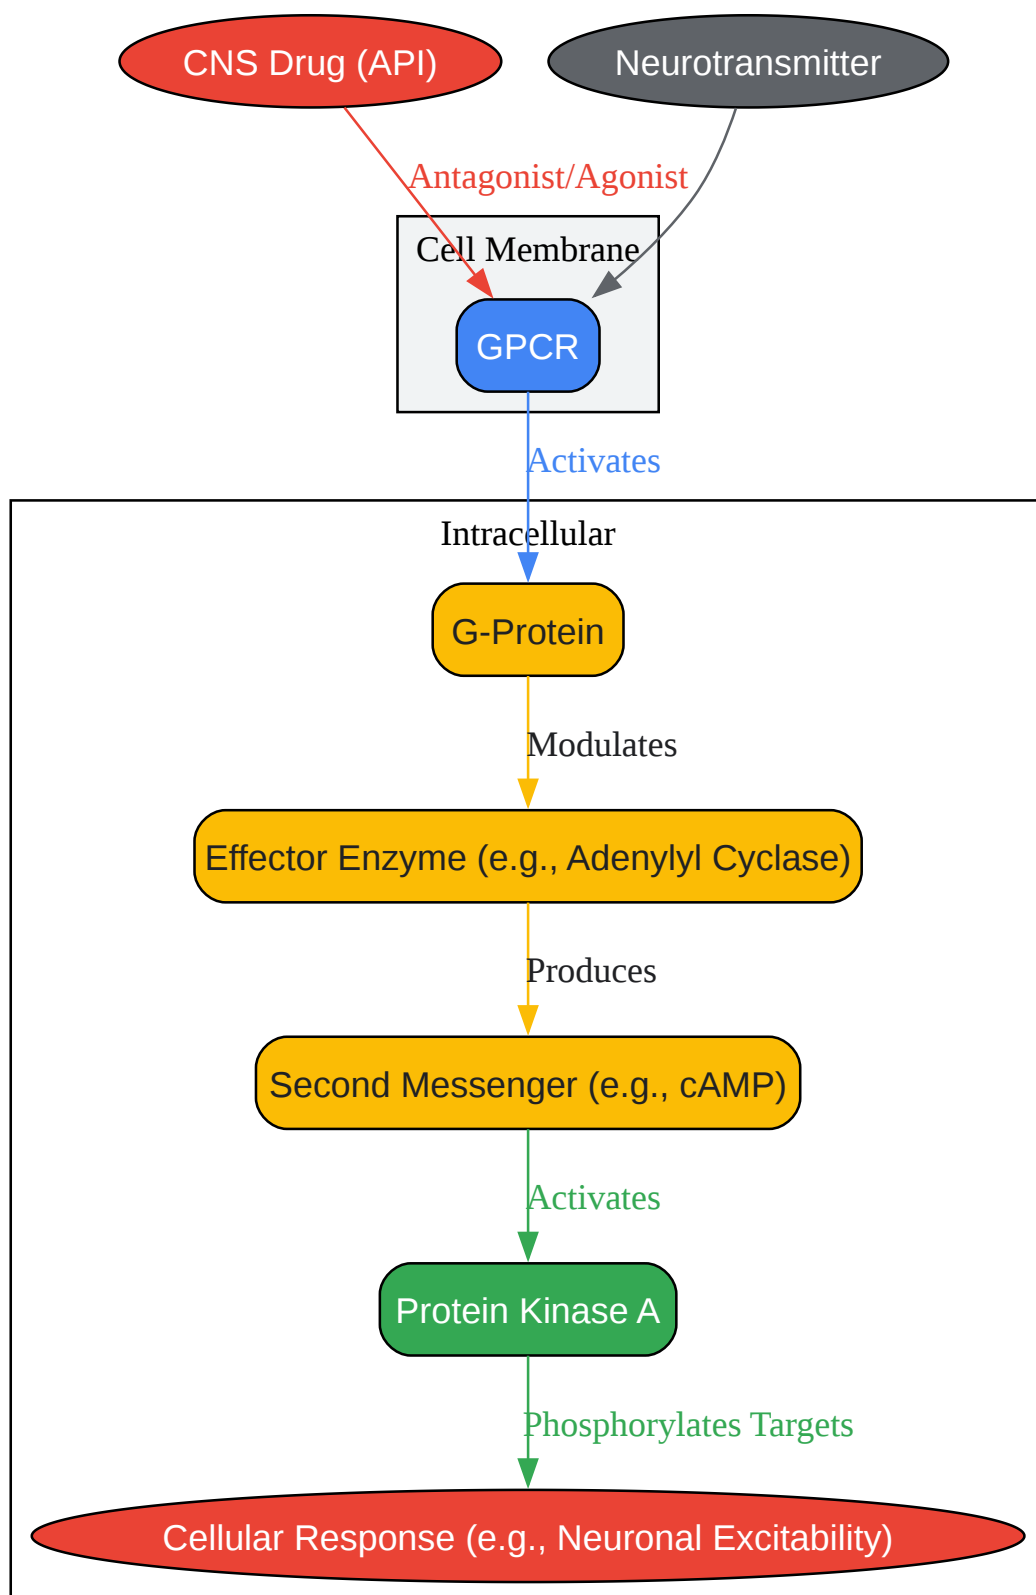 CNS Drug (API)
Neurotransmitter
Antagonist/Agonist
Cell Membrane
GPCR
Activates
Intracellular
G-Protein
Modulates
Effector Enzyme (e.g., Adenylyl Cyclase)
Produces
Second Messenger (e.g., cAMP)
Activates
Protein Kinase A
Phosphorylates Targets
Cellular Response (e.g., Neuronal Excitability)